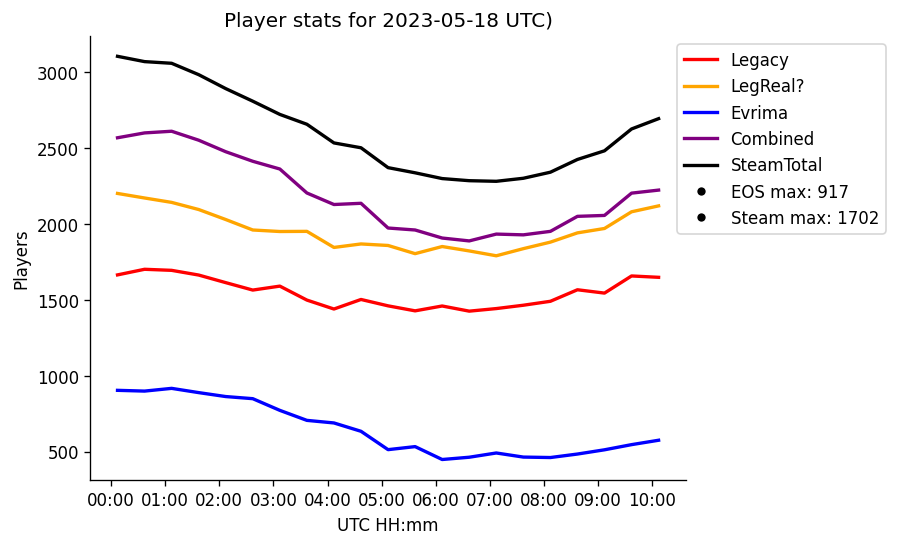 Player stats for 2023-05-18 UTC)
Legacy
LegReal?
Evrima
Combined
SteamTotal
EOS max: 917
Steam max: 1702
Players
3000
2500
2000
1500
1000
500
00:00 01:00 02:00 03:00 04:00 05:00 06:00 07:00 08:00 09:00 10:00
UTC HH:mm